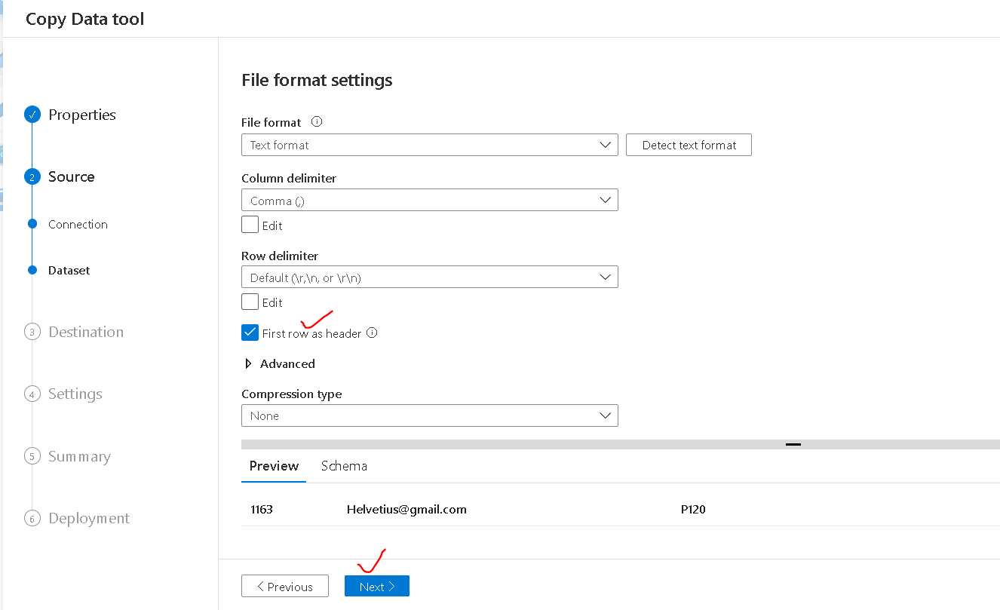 Copy Data tool
Properties
2 Source
Connection
Dataset
3 Destination
4 Settings
5 Summary
6 Deployment
File format settings
File format
Text format
Detect text format
Column delimiter
Comma (,)
Edit
Row delimiter
Default (\r,\n, or \r\n)
Edit
First row as header
Advanced
Compression type
None
Preview Schema
1163 Helvetius@gmail.com P120
< Previous Next >